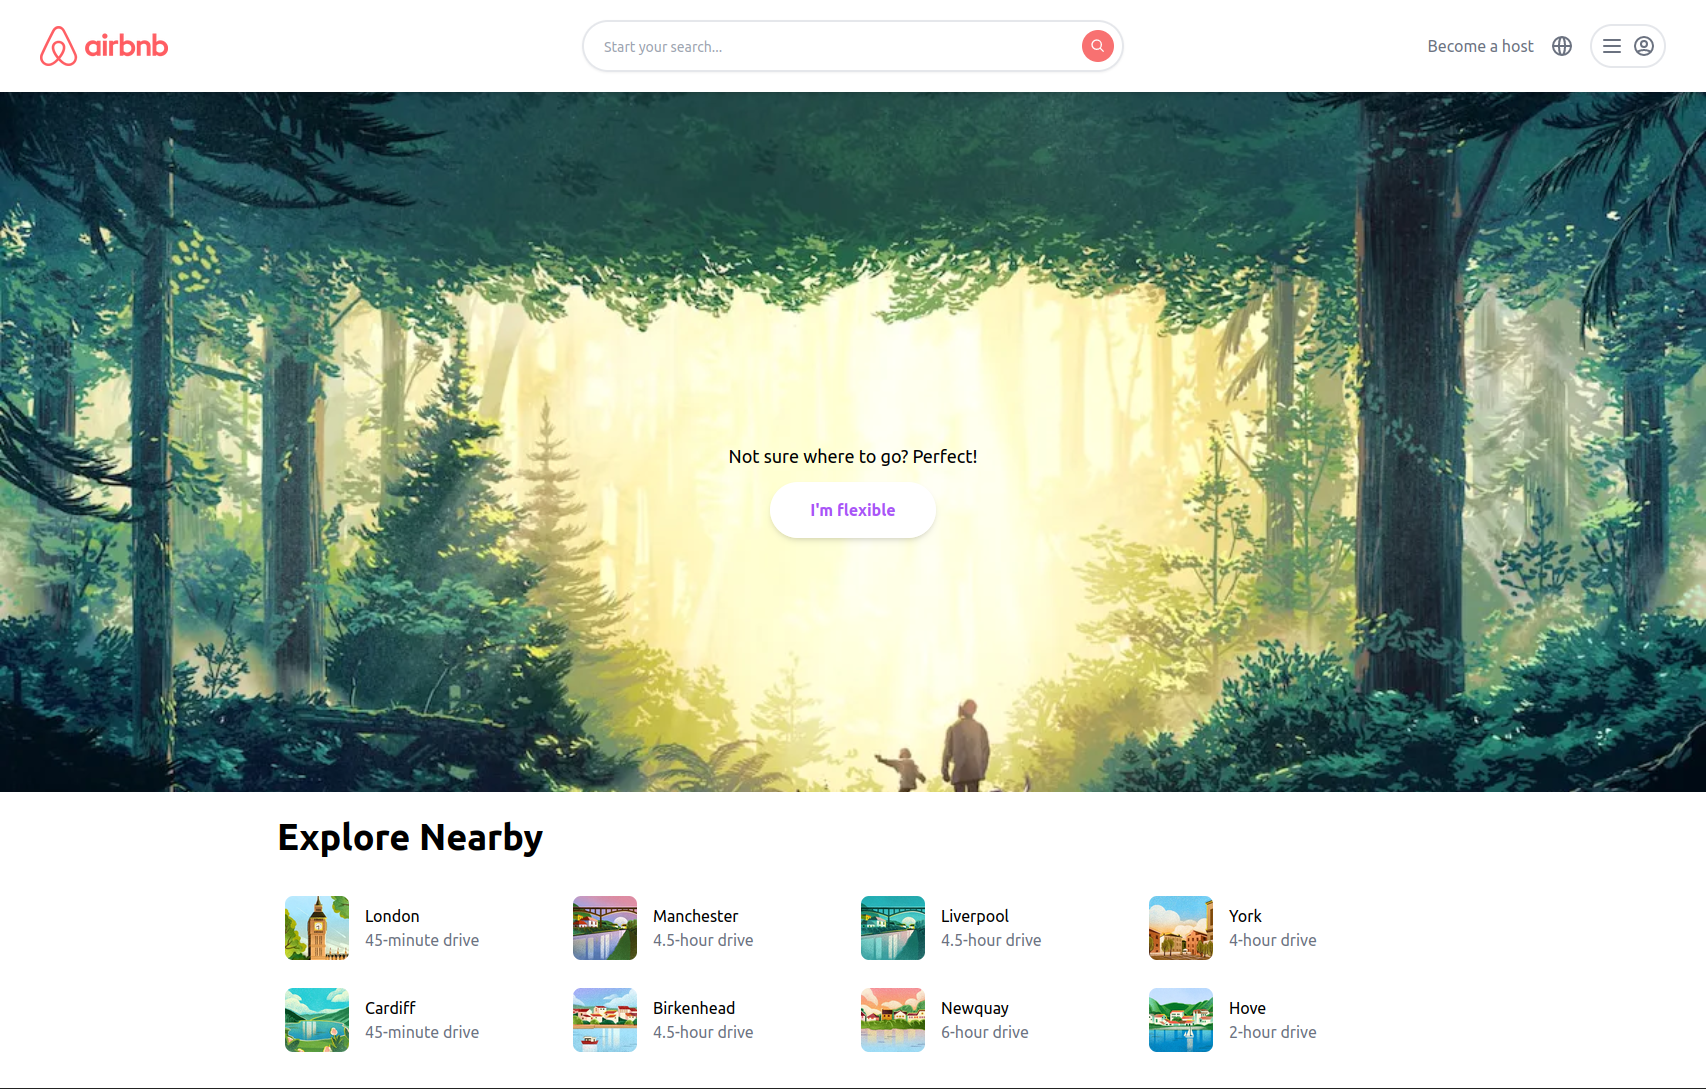 airbnb
Start your search...
Become a host
Not sure where to go? Perfect!
I'm flexible
Explore Nearby
London
45-minute drive
Manchester
4.5-hour drive
Liverpool
4.5-hour drive
York
4-hour drive
Cardiff
45-minute drive
Birkenhead
4.5-hour drive
Newquay
6-hour drive
Hove
2-hour drive